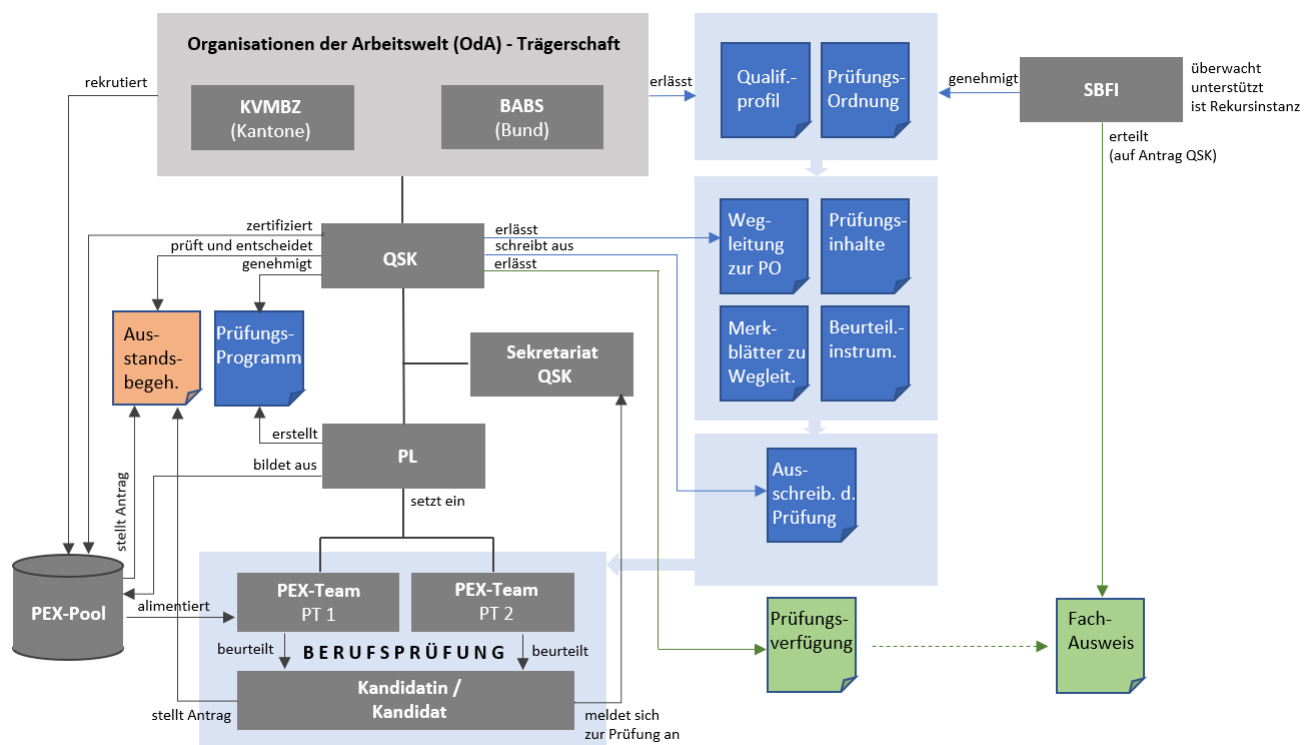 Organisationen der Arbeitswelt (OdA) - Trägerschaft
KVMBZ
(Kantone)
BABS
(Bund)
rekrutiert
erlässt
Qualif.-
profil
Prüfungs-
Ordnung
genehmigt
SBFI
überwacht
unterstützt
ist Rekursinstanz
erteilt
(auf Antrag QSK)
zertifiziert
prüft und entscheidet
genehmigt
QSK
erlässt
schreibt aus
erlässt
Weg-
leitung
zur PO
Prüfungs-
inhalte
Merk-
blätter zu
Wegleit.
Beurteil.-
instrum.
Aus-
stands-
begeh.
Prüfungs-
Programm
Sekretariat
QSK
erstellt
bildet aus
PL
setzt ein
Aus-
schreib. d.
Prüfung
stellt Antrag
PEX-Pool
alimentiert
PEX-Team
PT 1
PEX-Team
PT 2
beurteilt
BERUFSPRÜFUNG
beurteilt
Kandidatin /
Kandidat
stellt Antrag
meldet sich
zur Prüfung an
Prüfungs-
verfügung
Fach-
Ausweis